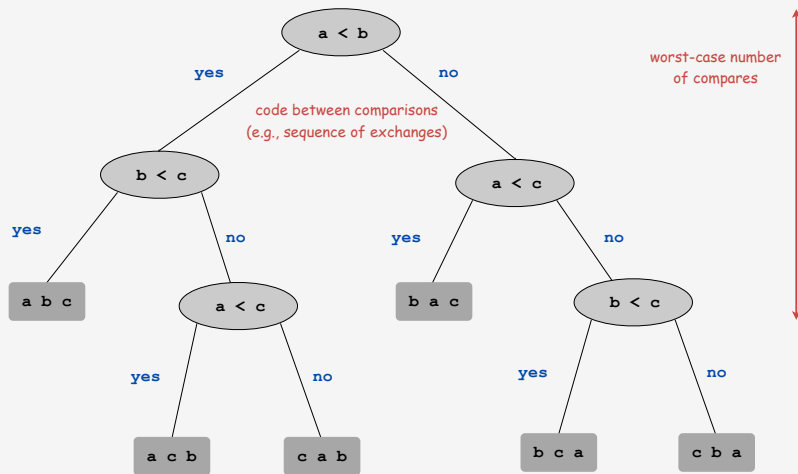 a < b
worst-case number
of compares
yes
no
code between comparisons
(e.g., sequence of exchanges)
b < c
a < c
yes
no
yes
no
a b c
a < c
b a c
b < c
yes
no
yes
no
a c b
c a b
b c a
c b a